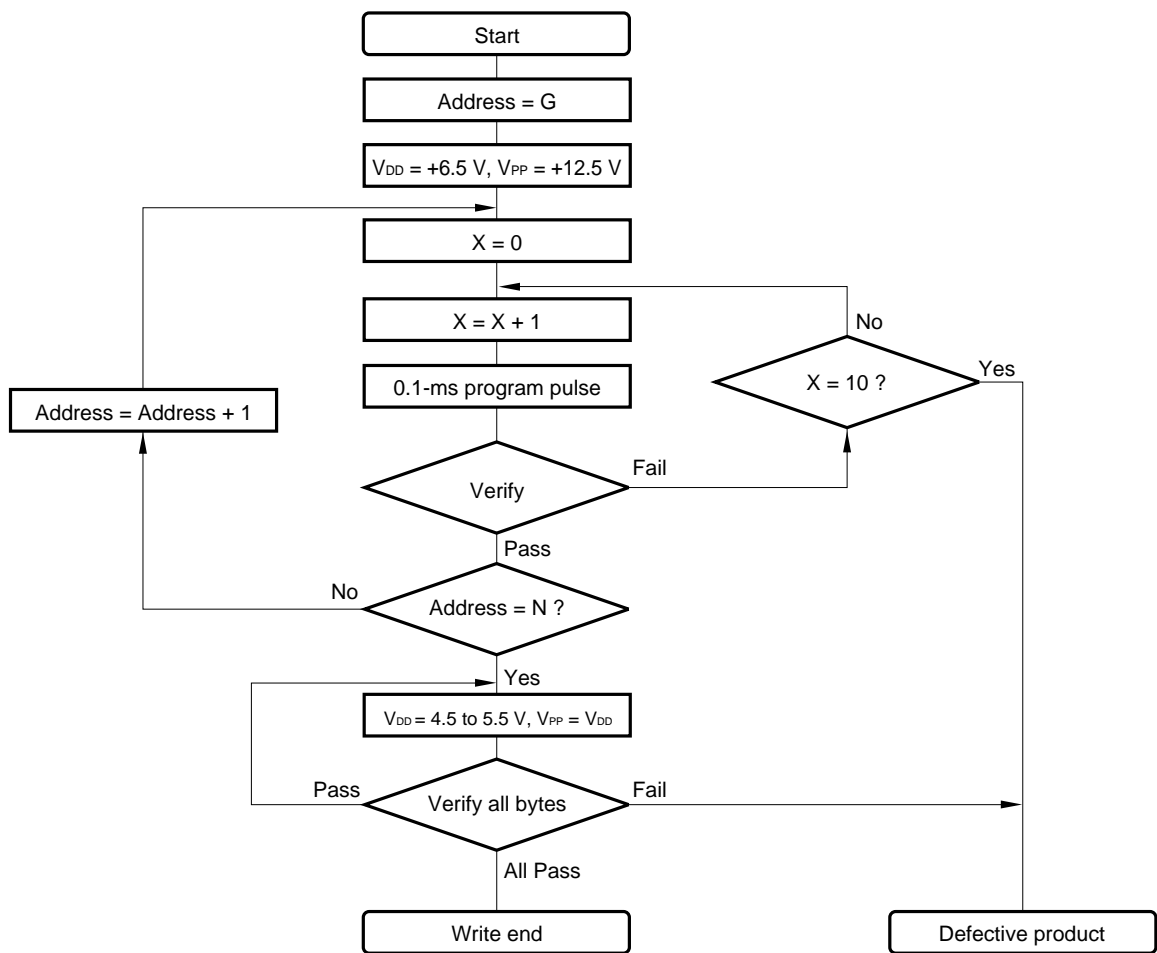 Start
Address = G
VDD = +6.5 V, VPP = +12.5 V
X = 0
X = X + 1
No
0.1-ms program pulse
X = 10 ?
Yes
Address = Address + 1
Verify
Fail
Pass
No
Address = N ?
Yes
VDD = 4.5 to 5.5 V, VPP = VDD
Pass
Verify all bytes
Fail
All Pass
Write end
Defective product